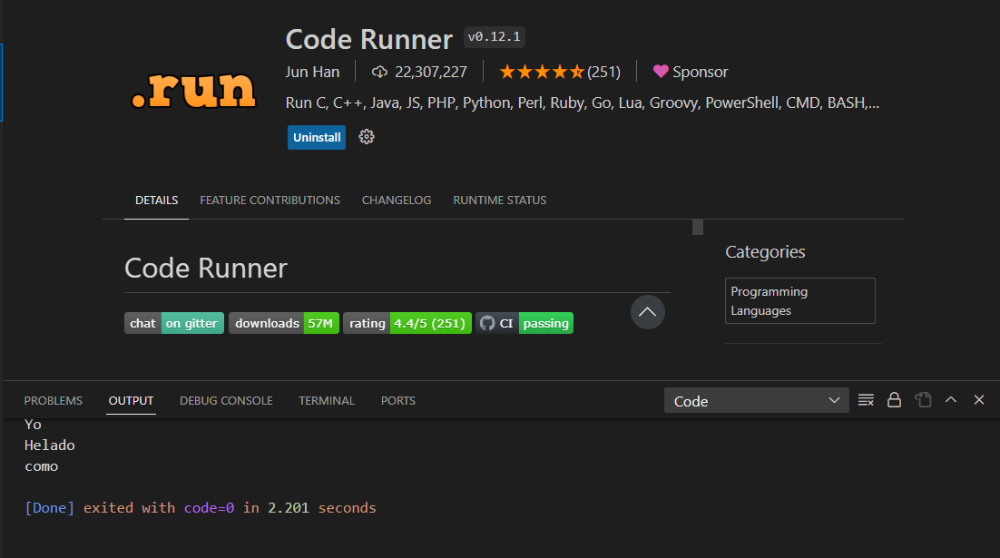 .run
Code Runner v0.12.1
Jun Han 22,307,227 (251) Sponsor
Run C, C++, Java, JS, PHP, Python, Perl, Ruby, Go, Lua, Groovy, PowerShell, CMD, BASH,...
Uninstall
DETAILS FEATURE CONTRIBUTIONS CHANGELOG RUNTIME STATUS
Code Runner
chat on gitter downloads 57M rating 4.4/5 (251) CI passing
Categories
Programming
Languages
PROBLEMS OUTPUT DEBUG CONSOLE TERMINAL PORTS Code
Yo
Helado
como
[Done] exited with code=0 in 2.201 seconds